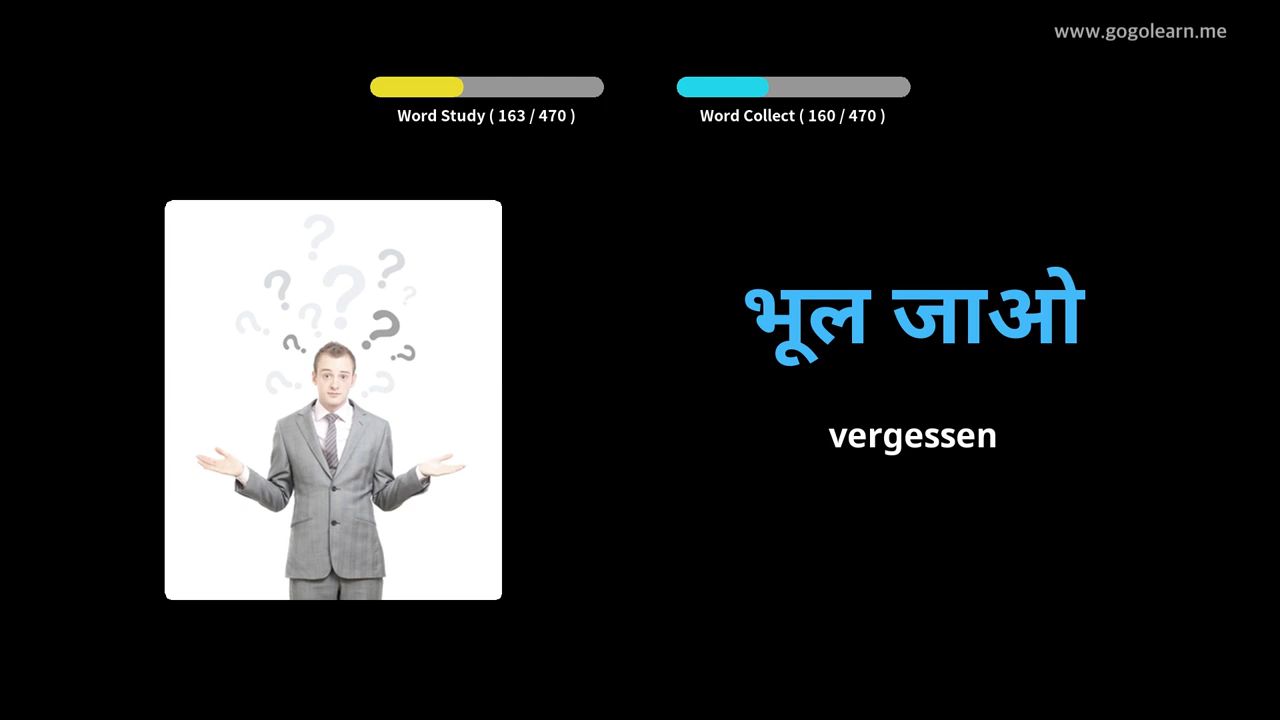 www.gogolearn.me
Word Study ( 163 / 470 )
Word Collect ( 160 / 470 )
भूल जाओ
vergessen